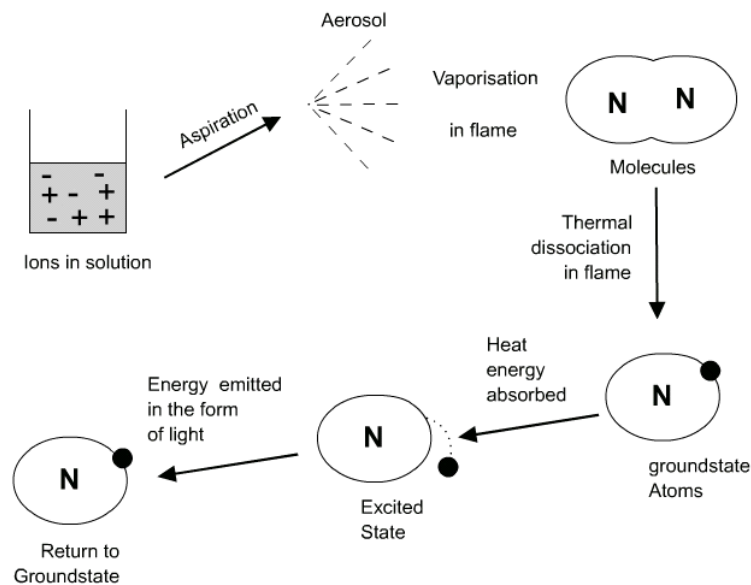 Aerosol
Aspiration
Vaporisation
in flame
N N
Molecules
- -
+ - +
- + +
Ions in solution
Thermal
dissociation
in flame
N
groundstate
Atoms
Heat
energy
absorbed
N
Excited
State
Energy emitted
in the form
of light
N
Return to
Groundstate